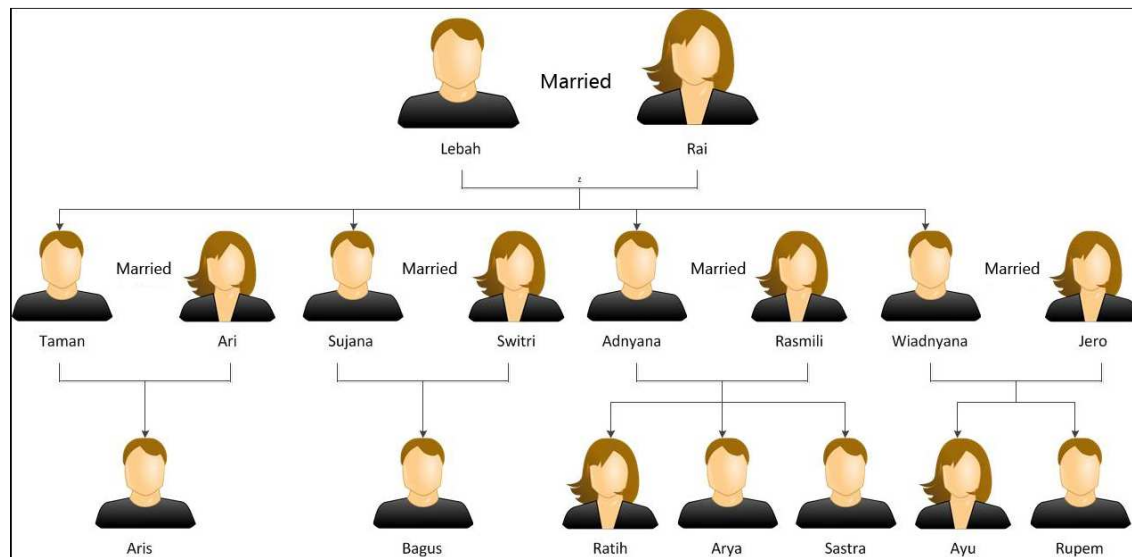 Married
Lebah Rai
Married Married Married Married
Taman Ari Sujana Switri Adnyana Rasmili Wiadnyana Jero
Aris Bagus Ratih Arya Sastra Ayu Rupem